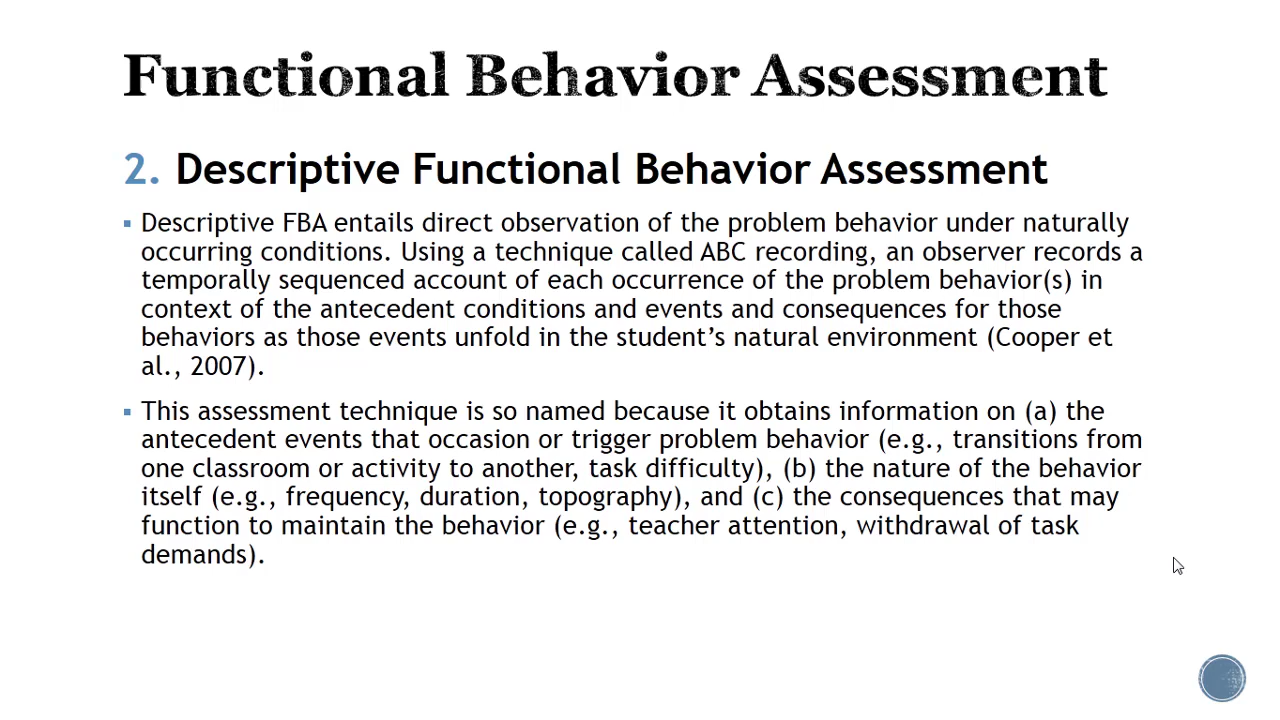 Functional Behavior Assessment
2. Descriptive Functional Behavior Assessment
▪ Descriptive FBA entails direct observation of the problem behavior under naturally
occurring conditions. Using a technique called ABC recording, an observer records a
temporally sequenced account of each occurrence of the problem behavior(s) in
context of the antecedent conditions and events and consequences for those
behaviors as those events unfold in the student’s natural environment (Cooper et
al., 2007).
▪ This assessment technique is so named because it obtains information on (a) the
antecedent events that occasion or trigger problem behavior (e.g., transitions from
one classroom or activity to another, task difficulty), (b) the nature of the behavior
itself (e.g., frequency, duration, topography), and (c) the consequences that may
function to maintain the behavior (e.g., teacher attention, withdrawal of task
demands).